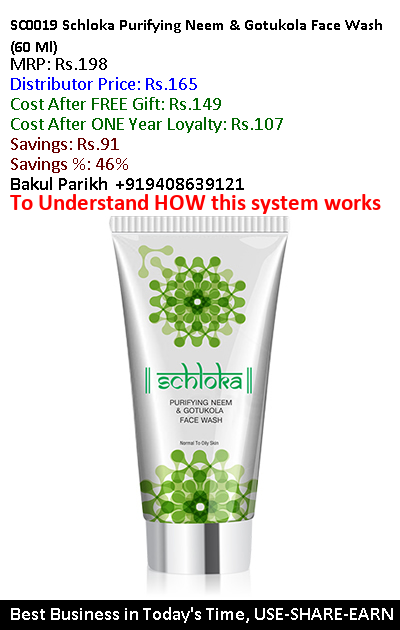 SC0019 Schloka Purifying Neem & Gotukola Face Wash
(60 Ml)
MRP: Rs.198
Distributor Price: Rs.165
Cost After FREE Gift: Rs.149
Cost After ONE Year Loyalty: Rs.107
Savings: Rs.91
Savings %: 46%
Bakul Parikh +919408639121
To Understand HOW this system works
schloka
PURIFYING NEEM
& GOTUKOLA
FACE WASH
Normal To Oily Skin
Best Business in Today's Time, USE-SHARE-EARN